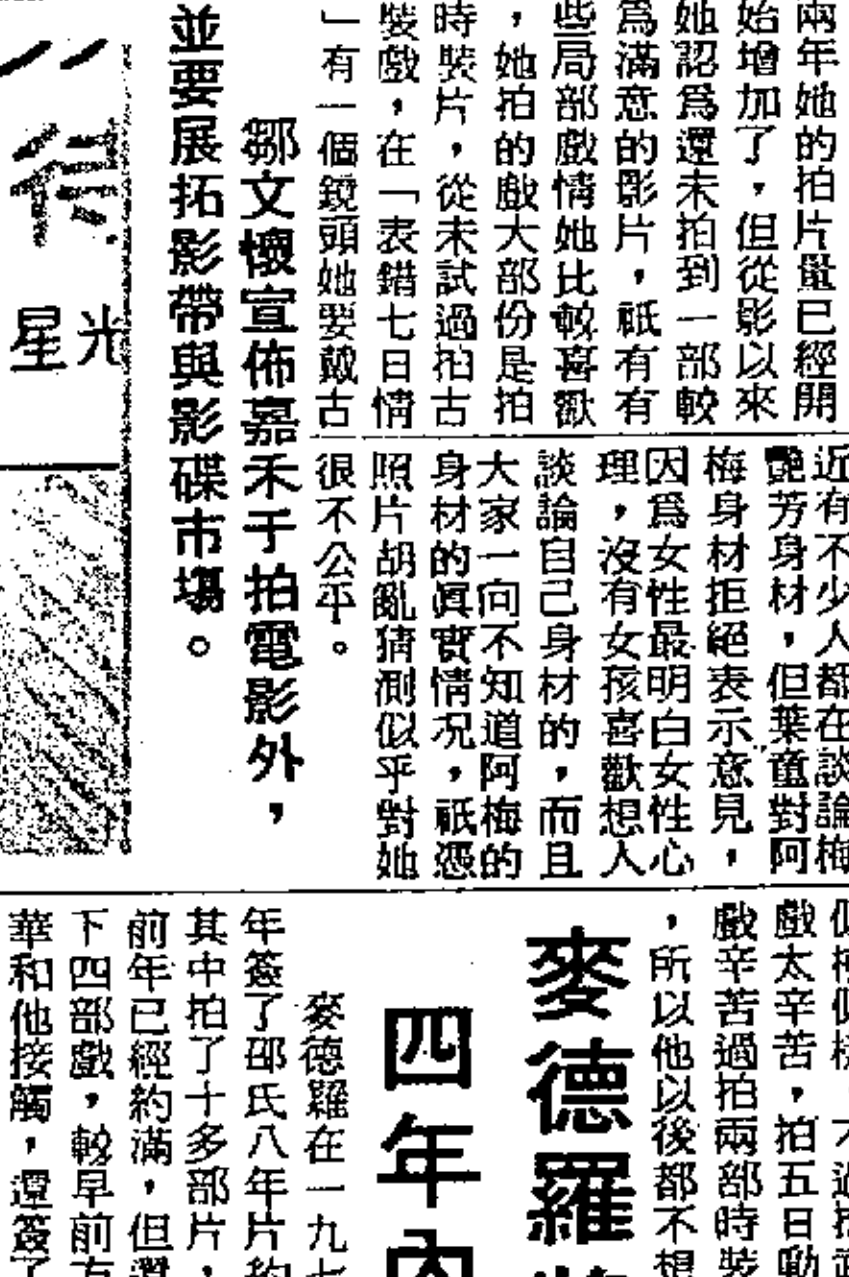 兩年她的拍片量已經開
始增加了，但從影以來
她認爲還未拍到一部較
爲滿意的影片，祇有有
些局部戲情她比較喜歡
，她拍的戲大部份是拍
時裝片，從未試過拍古
裝戲，在「表錯七日情
」有一個鏡頭她要戴古
鄒文懷宣佈嘉禾于拍電影外，
並要展拓影帶與影碟市場。
星光
近有不少人都在談論梅
艷芳身材，但葉童對阿
梅身材拒絕表示意見，
因爲女性最明白女性心
理，沒有女孩喜歡想人
談論自己身材的，而且
大家一向不知道阿梅的
身材的眞實情况，祇憑
照片胡亂猜測似乎對她
很不公平。
戲太辛苦，拍五日
戲辛苦過拍兩部時裝
，所以他以後都不想
麥德羅
四年內
麥德羅在一九七
年簽了邵氏八年片約
其中拍了十多部片，
前年已經約滿，但還
下四部戲，較早前有
華和他接觸，還簽了